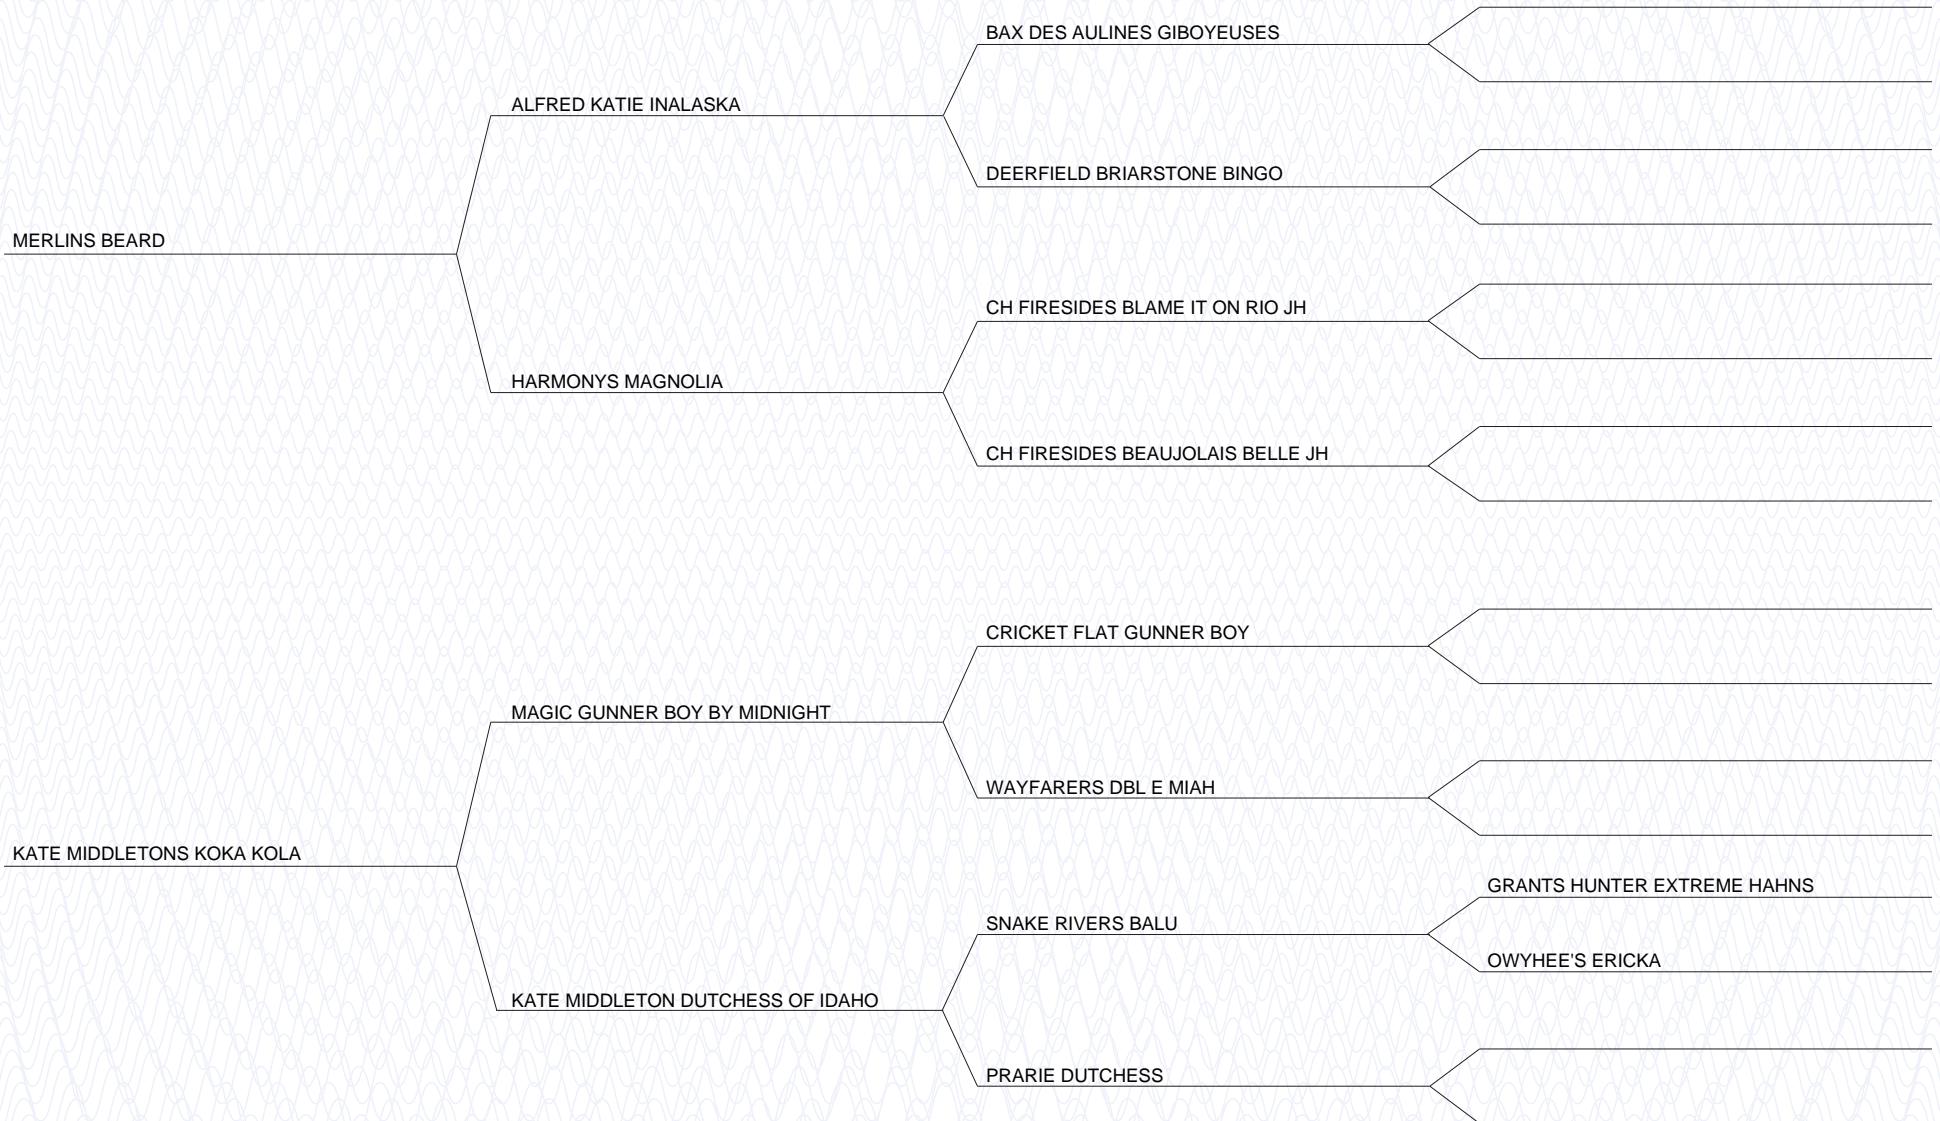 BAX DES AULINES GIBOYEUSES
ALFRED KATIE INALASKA
DEERFIELD BRIARSTONE BINGO
MERLINS BEARD
CH FIRESIDES BLAME IT ON RIO JH
HARMONYS MAGNOLIA
CH FIRESIDES BEAUJOLAIS BELLE JH
CRICKET FLAT GUNNER BOY
MAGIC GUNNER BOY BY MIDNIGHT
WAYFARERS DBL E MIAH
KATE MIDDLETONS KOKA KOLA
GRANTS HUNTER EXTREME HAHNS
SNAKE RIVERS BALU
OWYHEE'S ERICKA
KATE MIDDLETON DUTCHESS OF IDAHO
PRARIE DUTCHESS